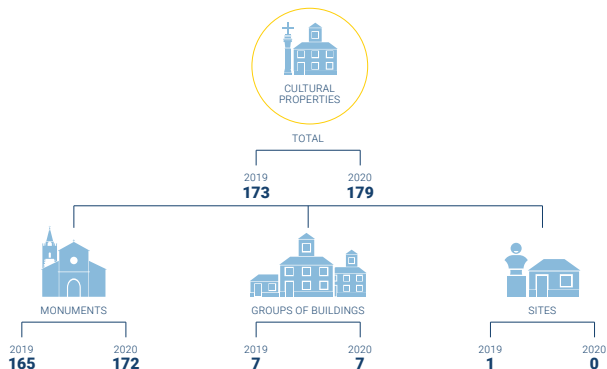 CULTURAL
PROPERTIES
TOTAL
2019 2020
173 179
MONUMENTS GROUPS OF BUILDINGS SITES
2019 2020 2019 2020 2019 2020
165 172 7 7 1 0